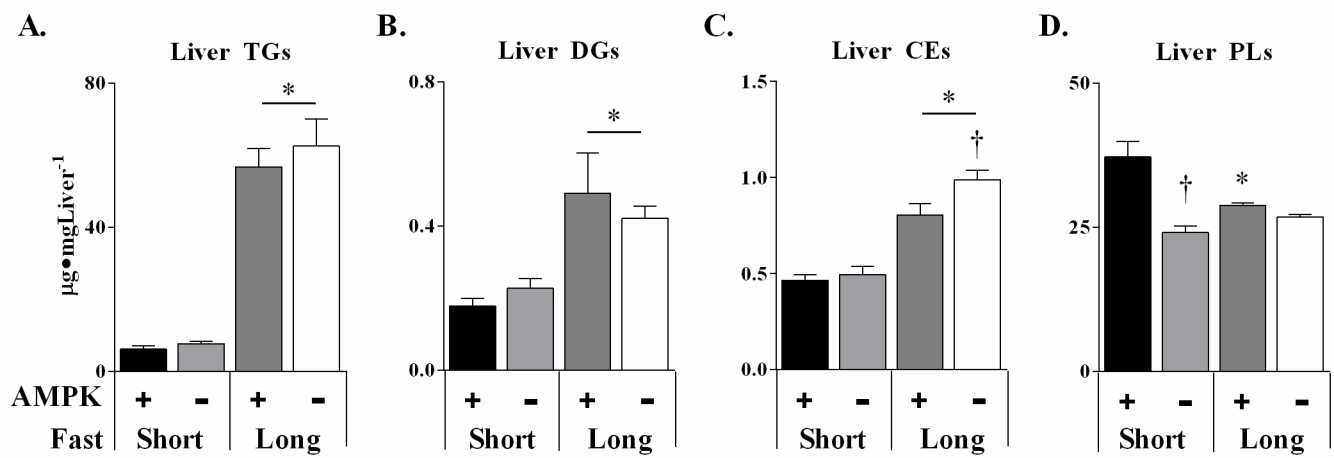 A.
Liver TGs
80
40
0
µg●mgLiver-1
*
AMPK + - + -
Fast Short Long
B.
Liver DGs
0.8
0.4
0.0
*
+ - + -
Short Long
C.
Liver CEs
1.5
1.0
0.5
0.0
*
†
+ - + -
Short Long
D.
Liver PLs
50
25
0
†
*
+ - + -
Short Long